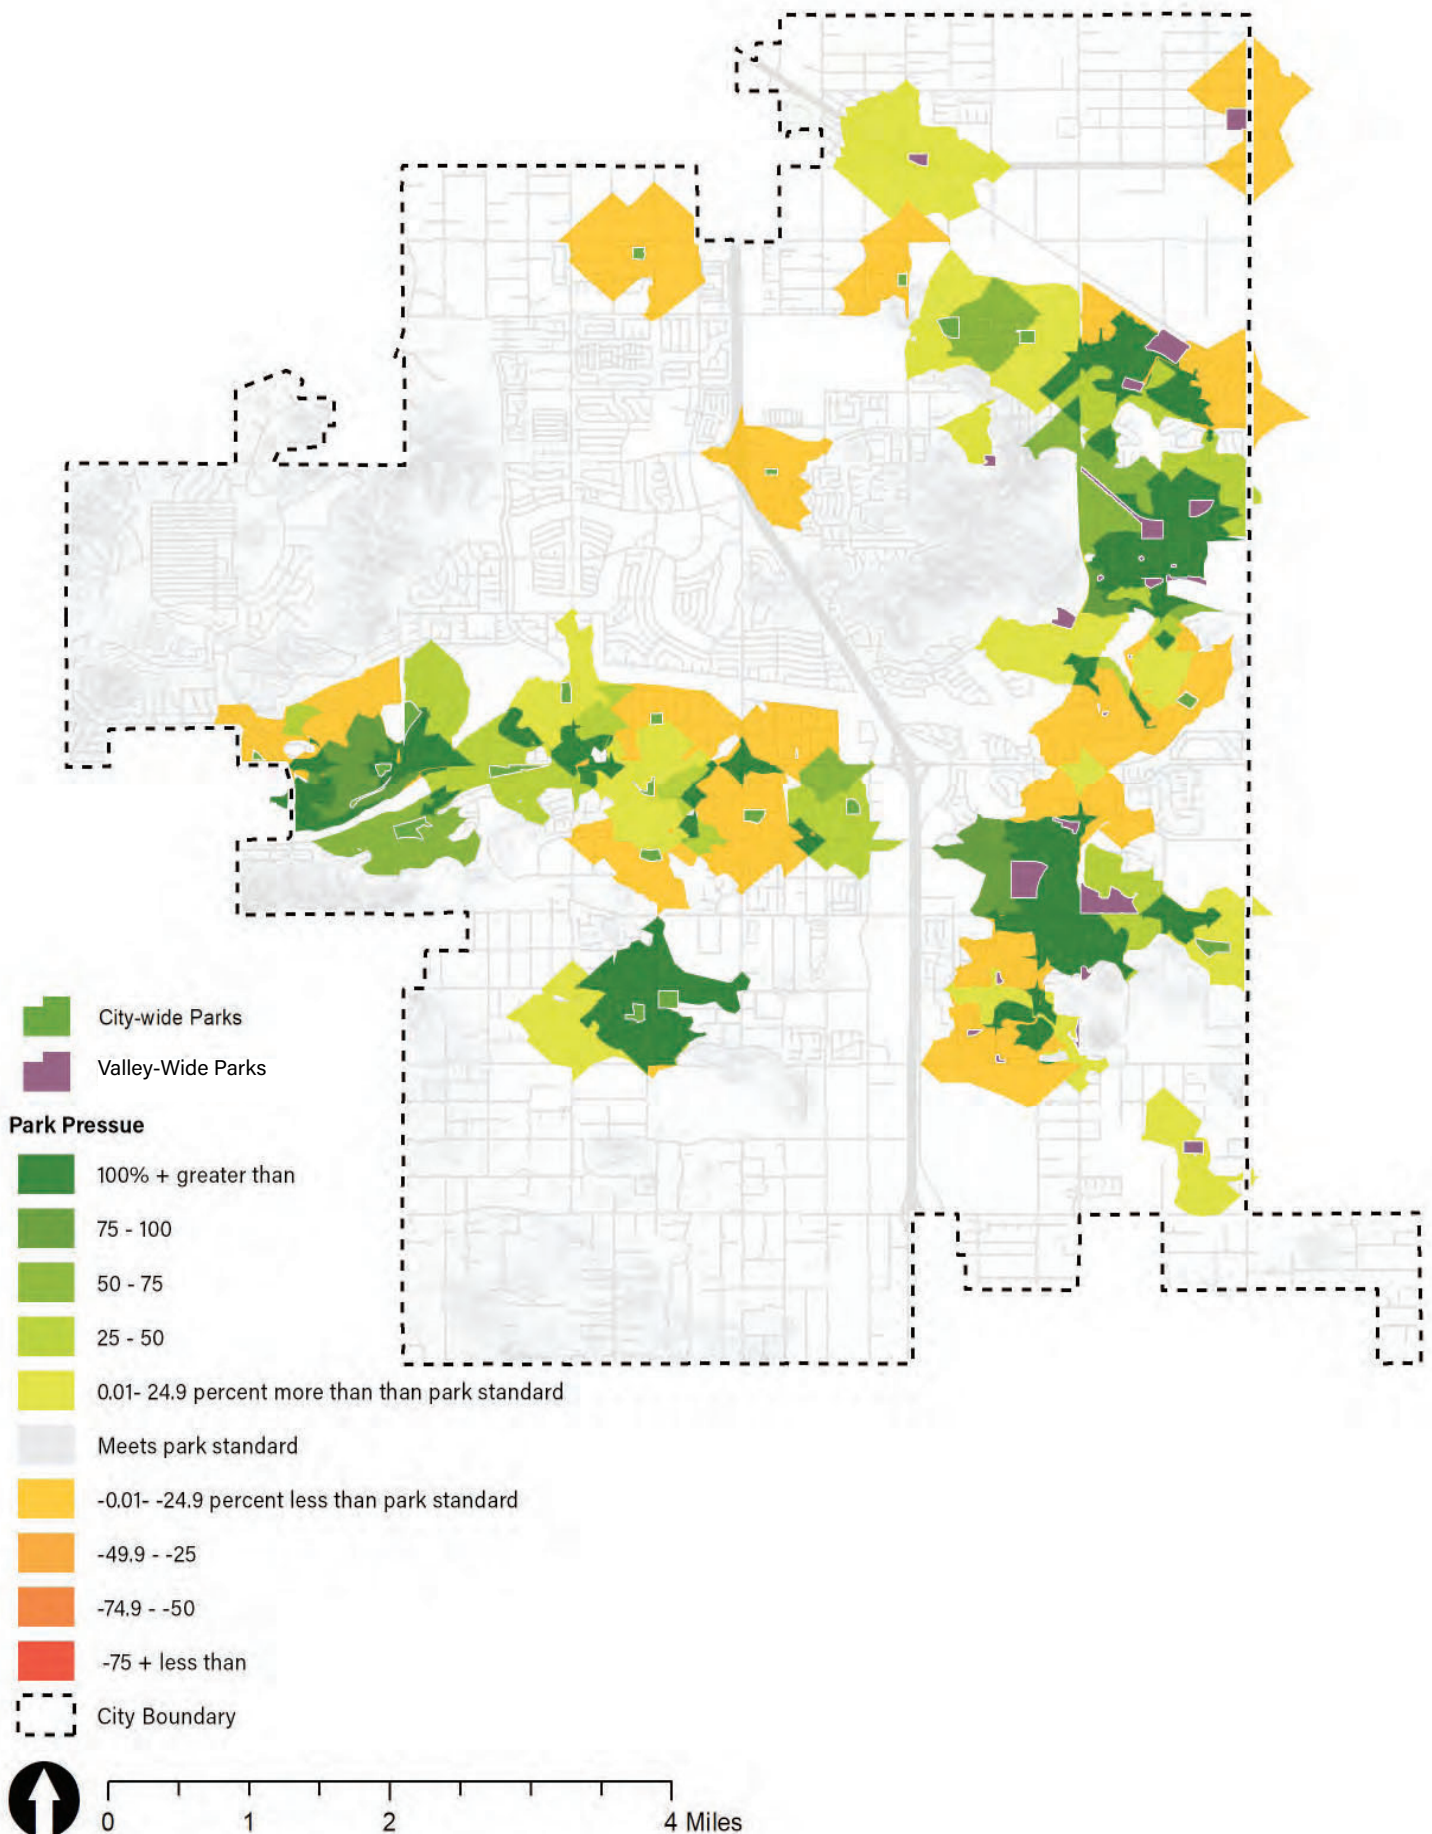 City-wide Parks
Valley-Wide Parks
Park Pressue
100% + greater than
75 - 100
50 - 75
25 - 50
0.01- 24.9 percent more than than park standard
Meets park standard
-0.01- -24.9 percent less than park standard
-49.9 - -25
-74.9 - -50
-75 + less than
City Boundary
0 1 2 4 Miles